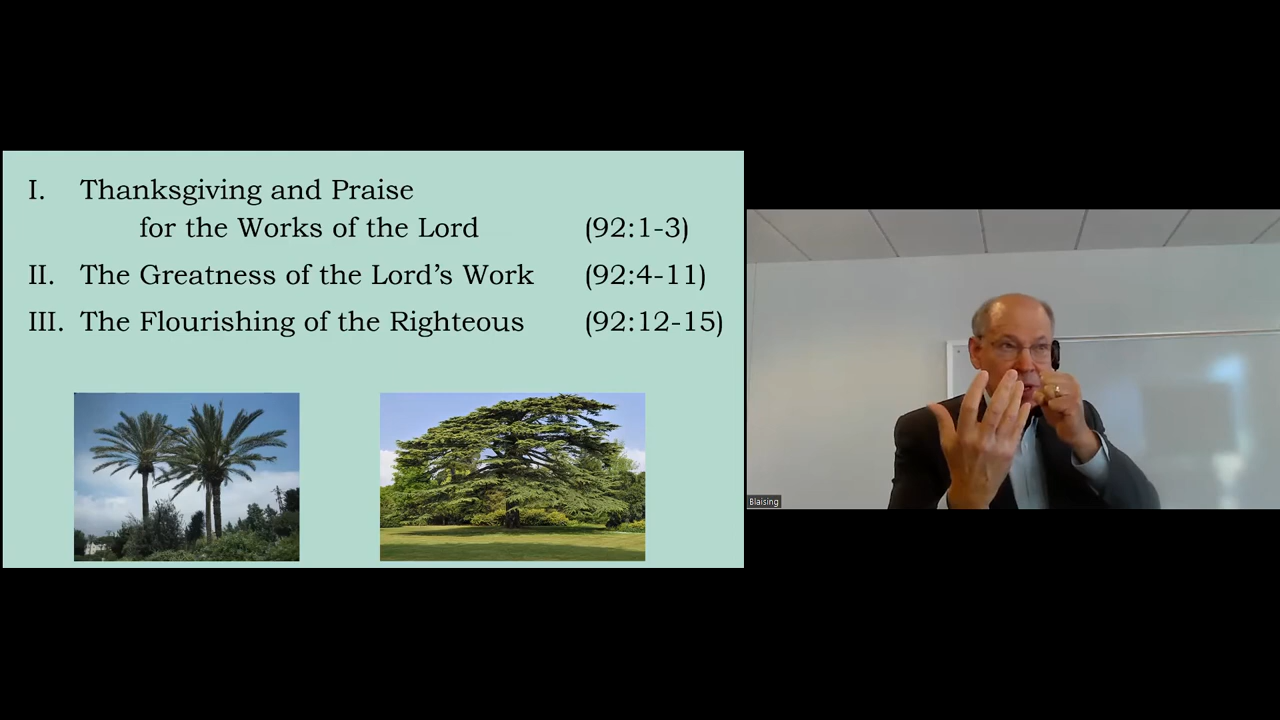 I. Thanksgiving and Praise
for the Works of the Lord (92:1-3)
II. The Greatness of the Lord’s Work (92:4-11)
III. The Flourishing of the Righteous (92:12-15)
Blaising